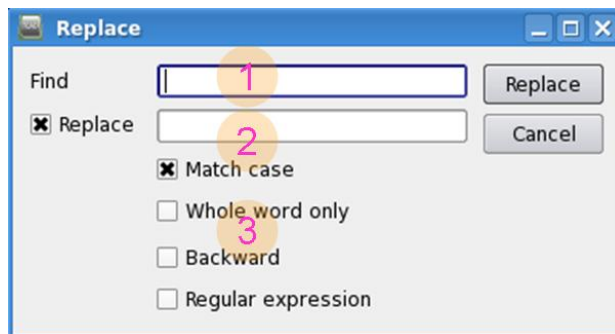 Replace
Find
1
Replace
Replace
2
Cancel
Match case
Whole word only
3
Backward
Regular expression